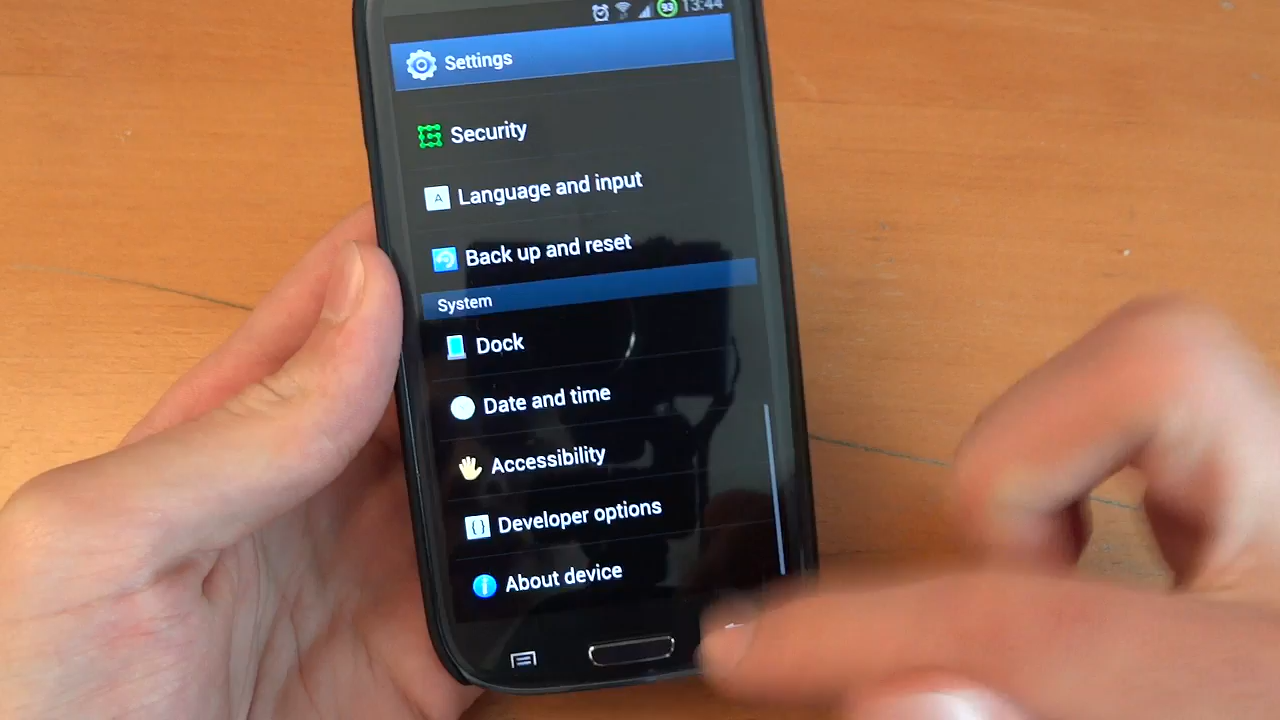 93 13:44
Settings
Security
A Language and input
Back up and reset
System
Dock
Date and time
Accessibility
{ } Developer options
i About device